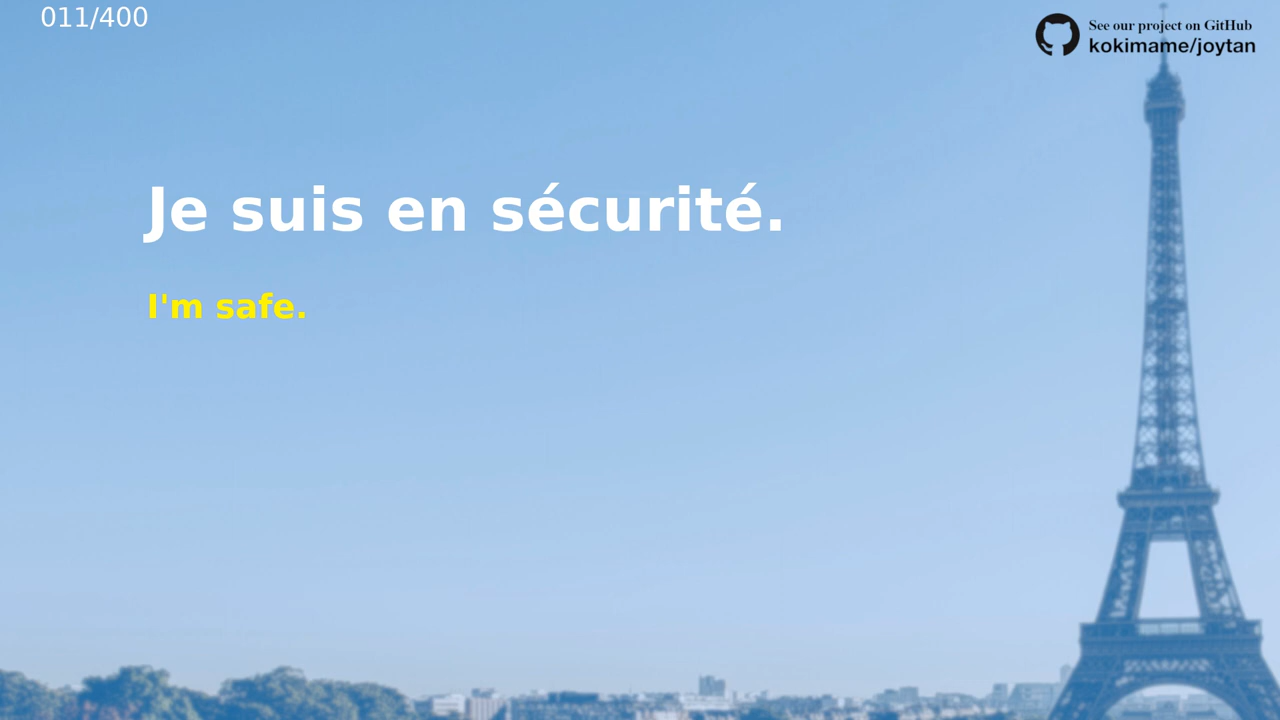 011/400
See our project on GitHub
kokimame/joytan
Je suis en sécurité.
I'm safe.